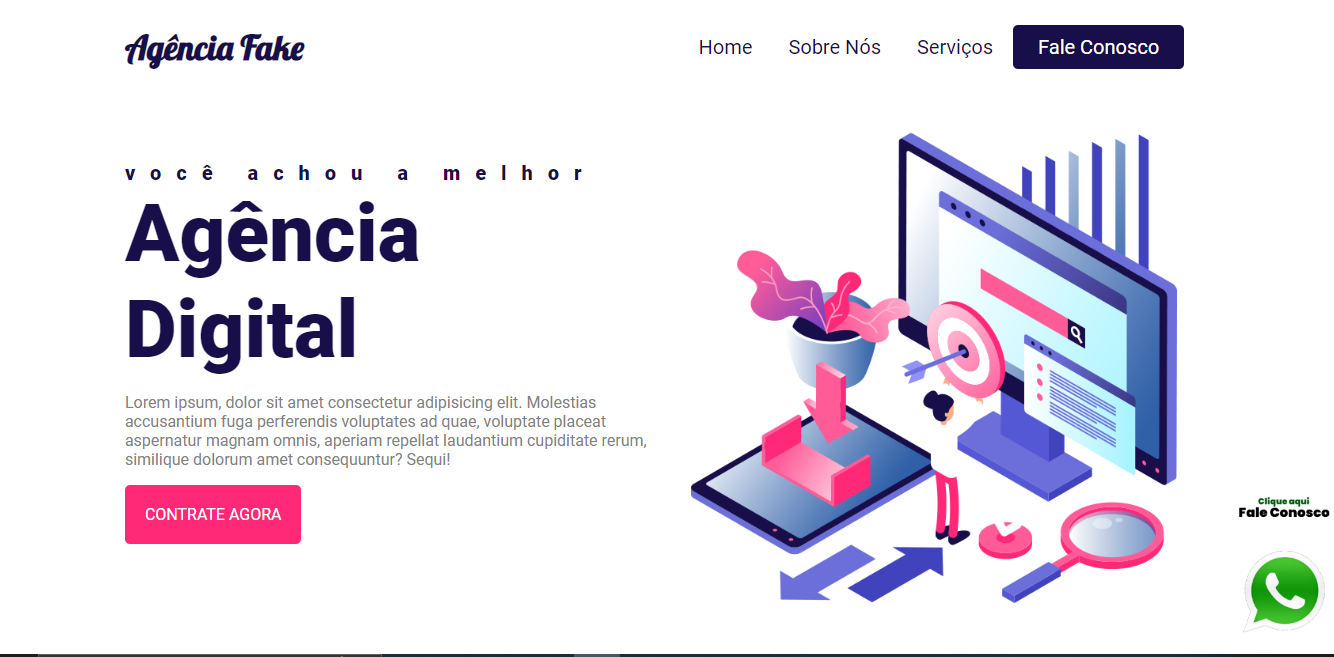 Agência Fake
Home Sobre Nós Serviços Fale Conosco
você achou a melhor
Agência
Digital
Lorem ipsum, dolor sit amet consectetur adipisicing elit. Molestias
accusantium fuga perferendis voluptates ad quae, voluptate placeat
aspernatur magnam omnis, aperiam repellat laudantium cupiditate rerum,
similique dolorum amet consequuntur? Sequi!
CONTRATE AGORA
Clique aqui
Fale Conosco